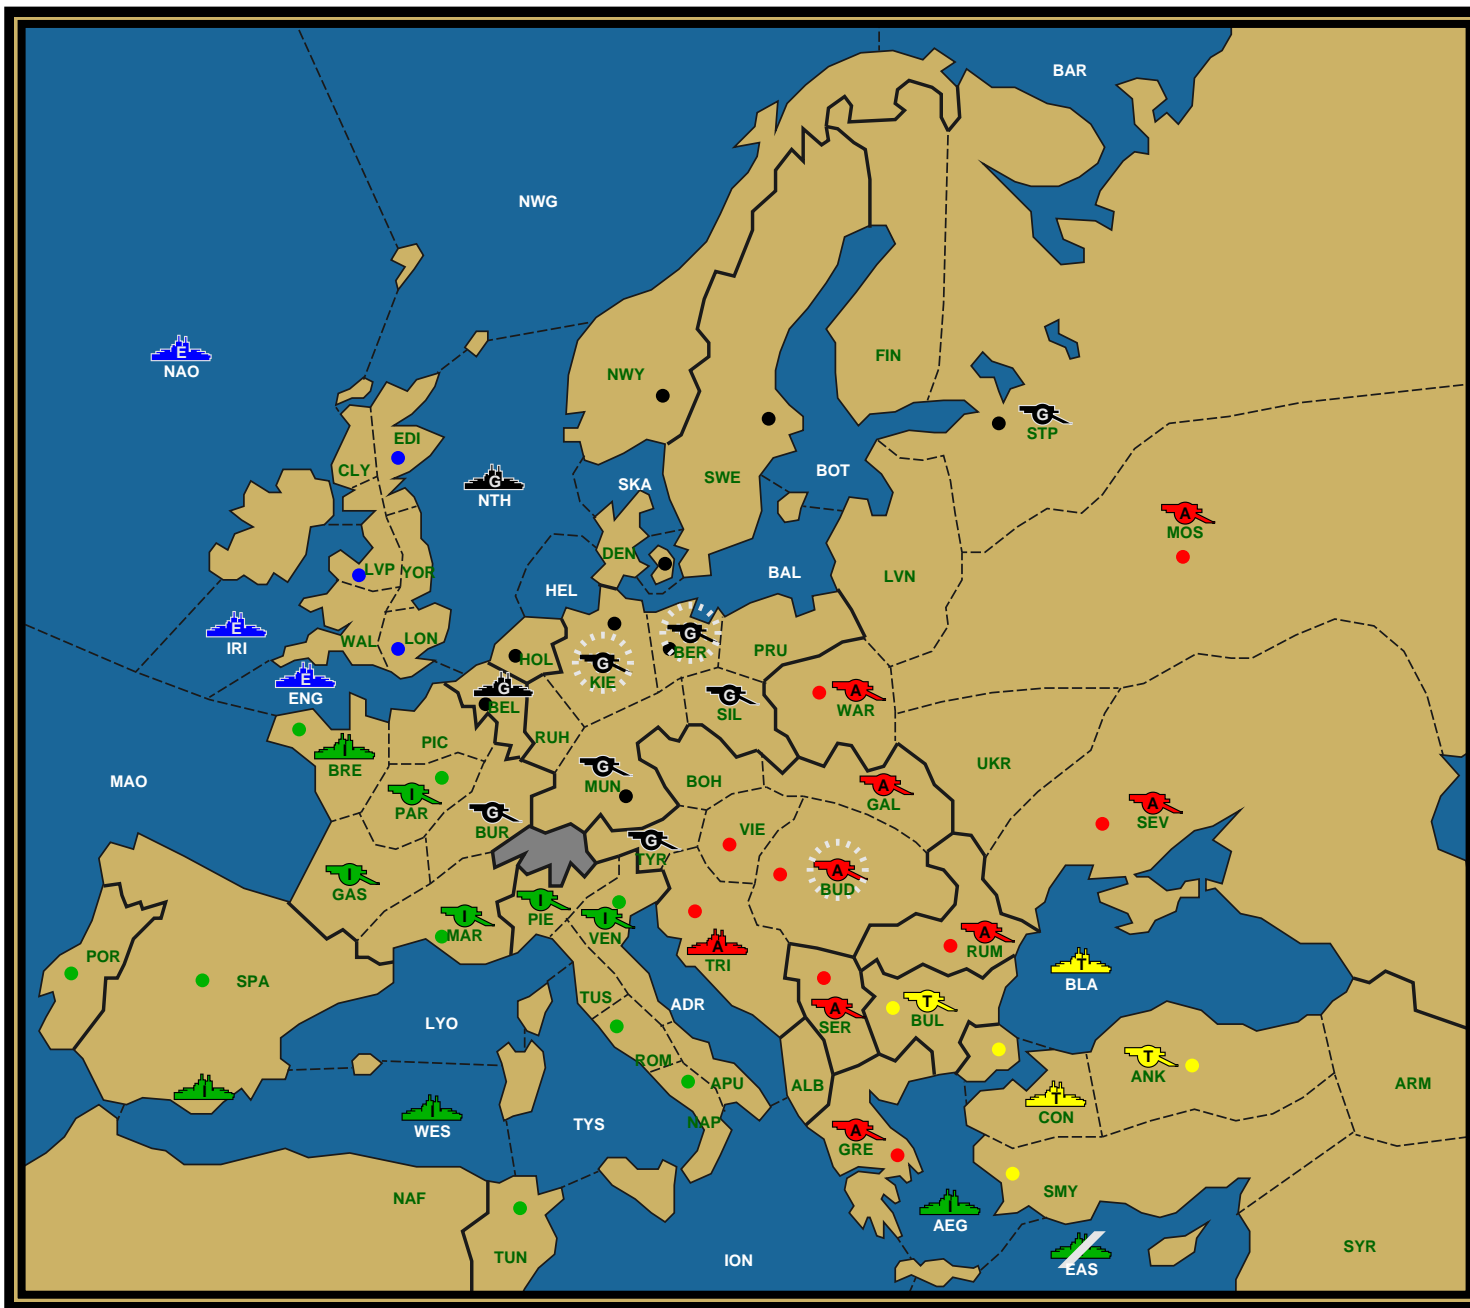 BAR
NWG
E
NAO
FIN
NWY
G
STP
EDI
CLY
SKA
BOT
SWE
G
NTH
A
MOS
DEN
LVP
YOR
BAL
LVN
HEL
E
IRI
WAL
LON
G
BER
PRU
HOL
G
KIE
E
ENG
G
BEL
G
SIL
A
WAR
RUH
PIC
I
BRE
UKR
G
MUN
BOH
A
GAL
MAO
I
PAR
G
BUR
A
SEV
VIE
G
TYR
I
GAS
A
BUD
I
PIE
I
MAR
I
VEN
A
RUM
A
TRI
POR
SPA
T
BLA
TUS
ADR
T
BUL
A
SER
LYO
ROM
T
ANK
APU
ALB
ARM
I
T
CON
I
WES
TYS
NAP
A
GRE
NAF
SMY
I
AEG
TUN
ION
I
EAS
SYR